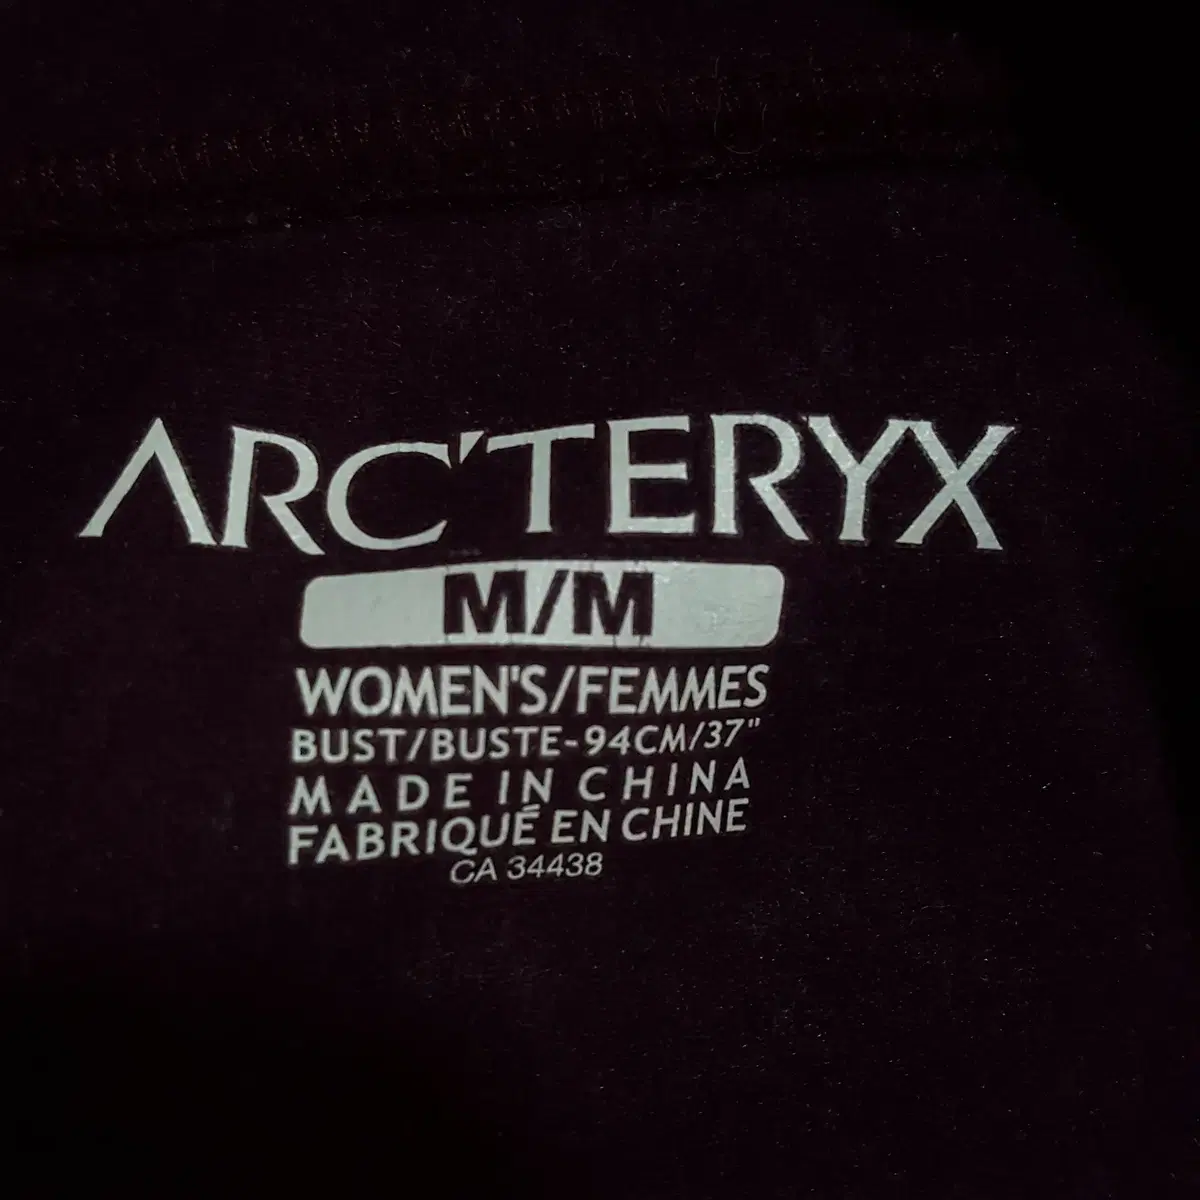 ARC'TERYX
M/M
WOMEN'S/FEMMES
BUST/BUSTE-94CM/37"
MADE IN CHINA
FABRIQUÉ EN CHINE
CA 34438